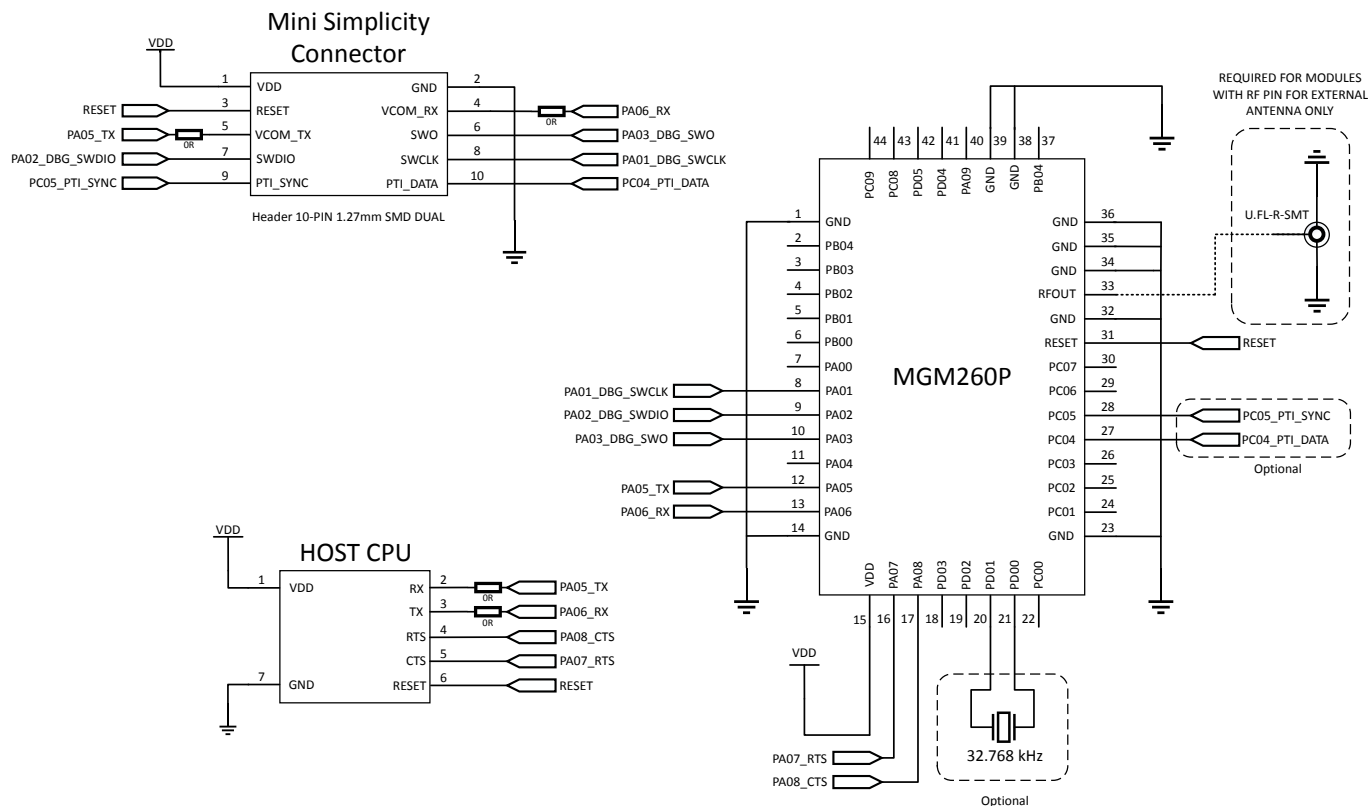 Mini Simplicity
Connector
VDD
1 VDD GND 2
RESET 3 RESET VCOM_RX 4 0R PA06_RX
PA05_TX 0R 5 VCOM_TX SWO 6 PA03_DBG_SWO
PA02_DBG_SWDIO 7 SWDIO SWCLK 8 PA01_DBG_SWCLK
PC05_PTI_SYNC 9 PTI_SYNC PTI_DATA 10 PC04_PTI_DATA
Header 10-PIN 1.27mm SMD DUAL
HOST CPU
VDD
1 VDD RX 2 0R PA05_TX
TX 3 0R PA06_RX
RTS 4 PA08_CTS
CTS 5 PA07_RTS
7 GND RESET 6 RESET
MGM260P
44 43 42 41 40 39 38 37
PC09 PC08 PD05 PD04 PA09 GND GND PB04
1 GND GND 36
2 PB04 GND 35
3 PB03 GND 34
4 PB02 RFOUT 33
5 PB01 GND 32
6 PB00 RESET 31 RESET
7 PA00 PC07 30
PA01_DBG_SWCLK 8 PA01 PC06 29
PA02_DBG_SWDIO 9 PA02 PC05 28 PC05_PTI_SYNC
PA03_DBG_SWO 10 PA03 PC04 27 PC04_PTI_DATA
11 PA04 PC03 26
Optional
PA05_TX 12 PA05 PC02 25
PA06_RX 13 PA06 PC01 24
14 GND GND 23
VDD PA07 PA08 PD03 PD02 PD01 PD00 PC00
15 16 17 18 19 20 21 22
VDD
PA07_RTS
PA08_CTS
32.768 kHz
Optional
REQUIRED FOR MODULES
WITH RF PIN FOR EXTERNAL
ANTENNA ONLY
U.FL-R-SMT